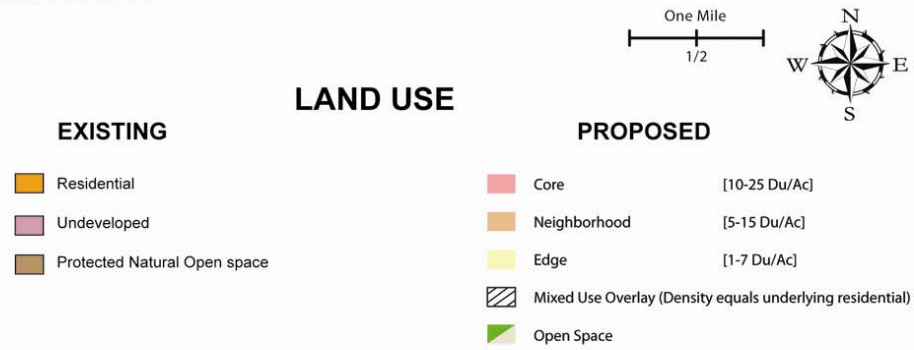 One Mile
1/2
N
W E
S
LAND USE
EXISTING
Residential
Undeveloped
Protected Natural Open space
PROPOSED
Core [10-25 Du/Ac]
Neighborhood [5-15 Du/Ac]
Edge [1-7 Du/Ac]
Mixed Use Overlay (Density equals underlying residential)
Open Space